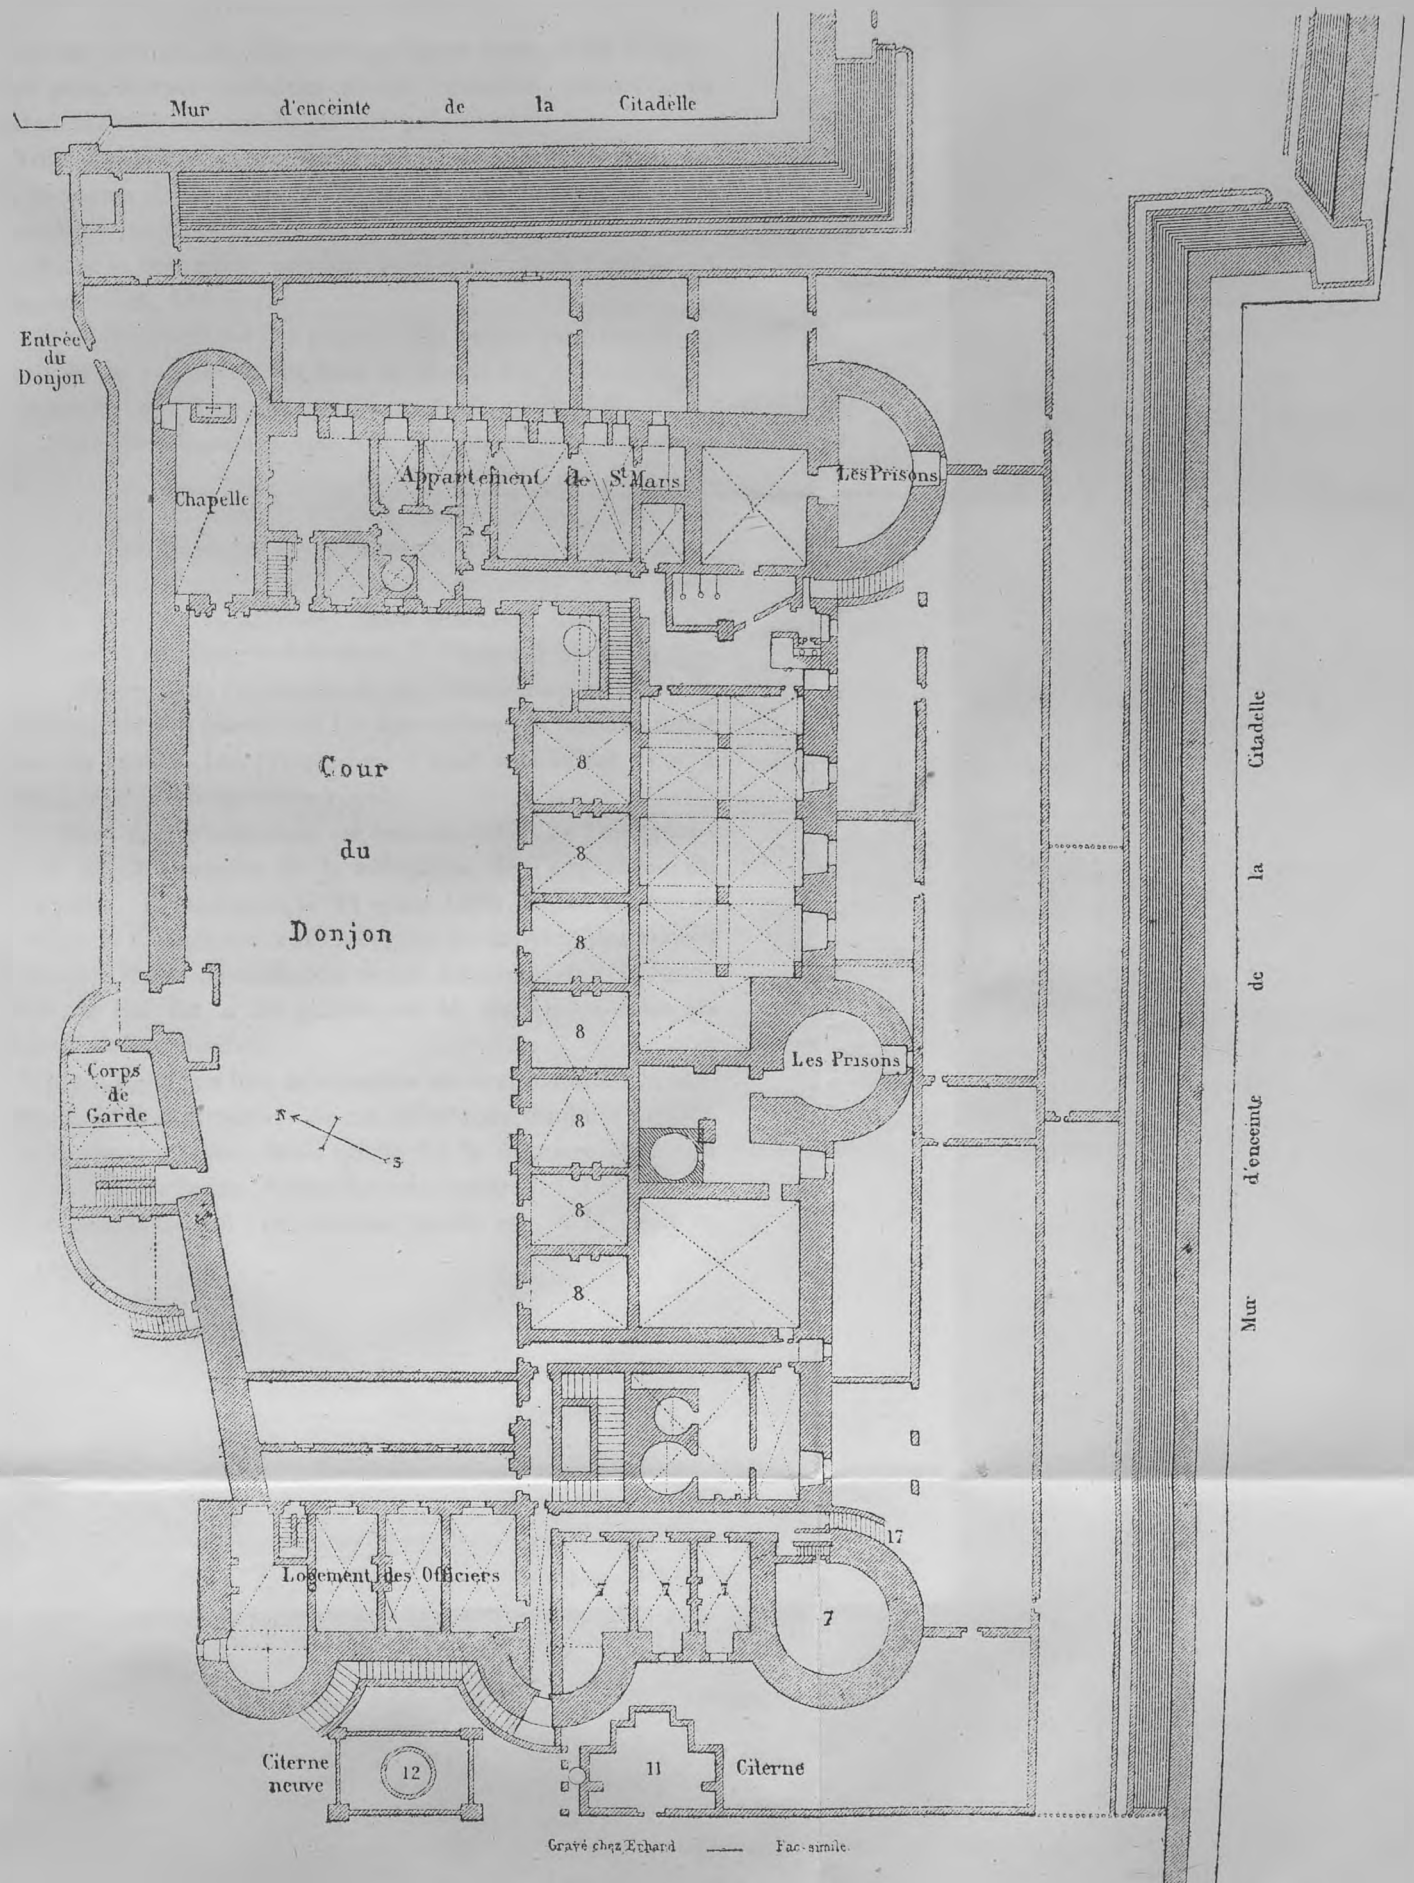 Mur d'enceinte de la Citadelle
Entrée
du
Donjon
Chapelle
Appartement de St. Mars
Les Prisons
Cour
du
Donjon
8
8
8
8
8
8
8
Les Prisons
Corps
de
Garde
N
S
Mur d'enceinte de la Citadelle
17
Logement des Officiers
7
7
7
7
Citerne
neuve
12
11
Citerne
Gravé chez Erhard — Fac-simile.